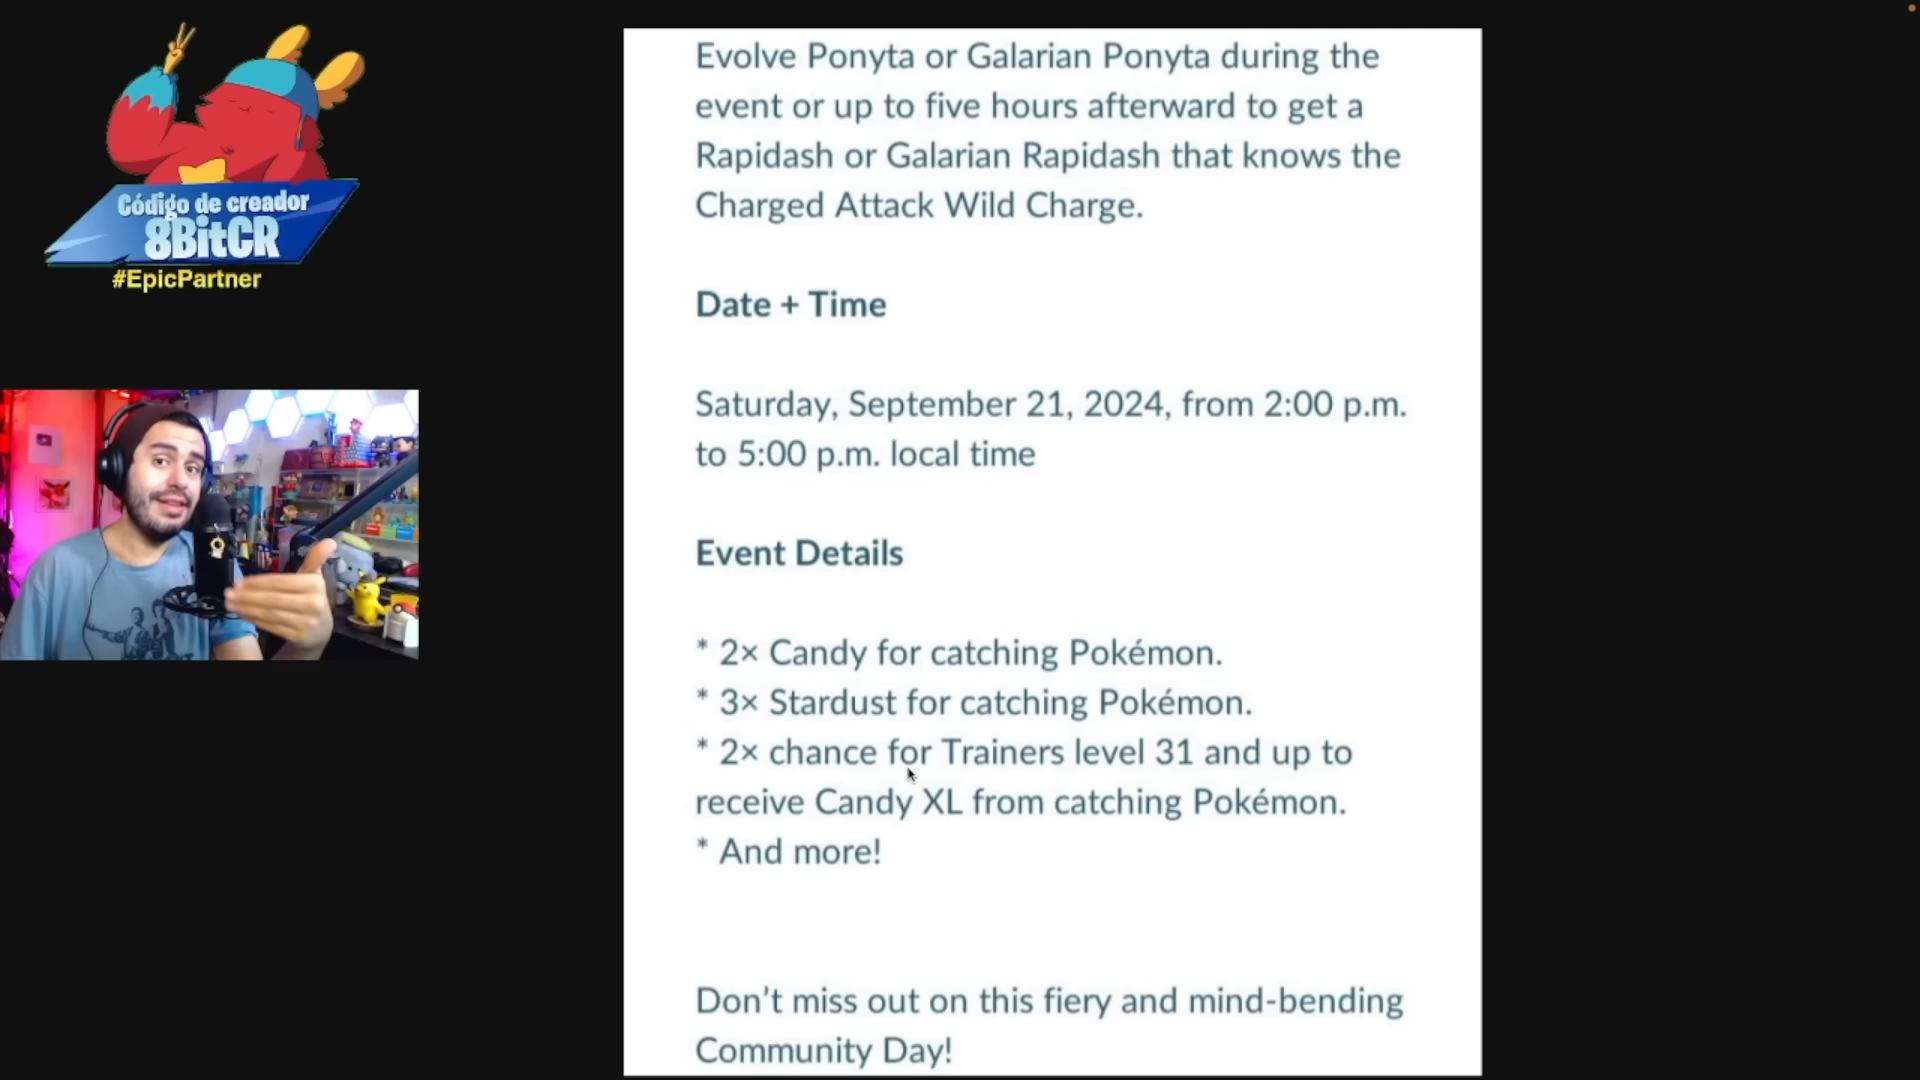 Código de creador
8BitCR
#EpicPartner
Evolve Ponyta or Galarian Ponyta during the
event or up to five hours afterward to get a
Rapidash or Galarian Rapidash that knows the
Charged Attack Wild Charge.
Date + Time
Saturday, September 21, 2024, from 2:00 p.m.
to 5:00 p.m. local time
Event Details
* 2× Candy for catching Pokémon.
* 3× Stardust for catching Pokémon.
* 2× chance for Trainers level 31 and up to
receive Candy XL from catching Pokémon.
* And more!
Don’t miss out on this fiery and mind-bending
Community Day!